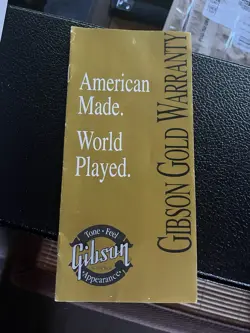 American
Made.
World
Played.
GIBSON GOLD WARRANTY
Tone · Feel
Gibson
Appearance